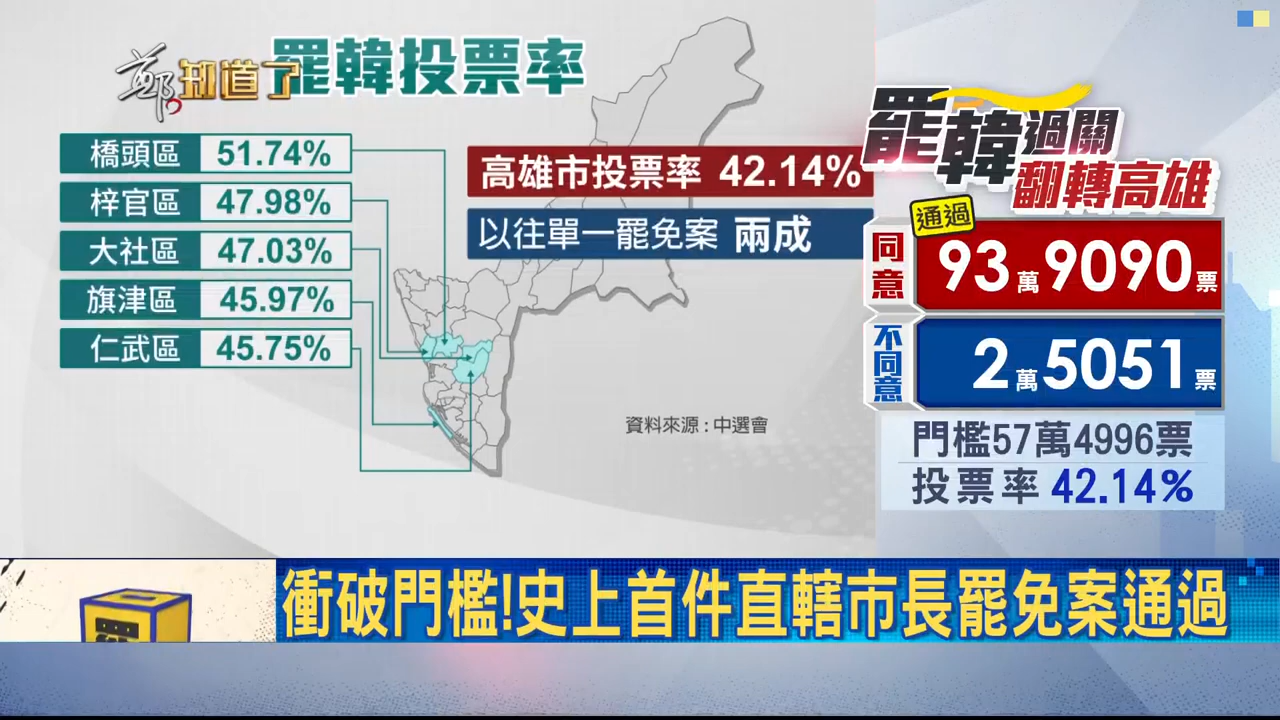 鄭知道了
罷韓投票率
橋頭區 51.74%
梓官區 47.98%
大社區 47.03%
旗津區 45.97%
仁武區 45.75%
高雄市投票率 42.14%
以往單一罷免案 兩成
資料來源:中選會
罷韓過關
翻轉高雄
通過
同意 93萬9090票
不同意 2萬5051票
門檻57萬4996票
投票率 42.14%
衝破門檻!史上首件直轄市長罷免案通過